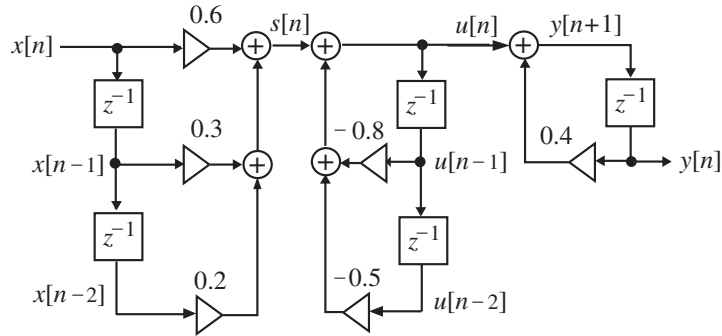 0.6
s[n]
u[n]
y[n+1]
x[n]
z⁻¹
z⁻¹
z⁻¹
0.3
−0.8
0.4
x[n−1]
u[n−1]
y[n]
z⁻¹
z⁻¹
0.2
−0.5
x[n−2]
u[n−2]